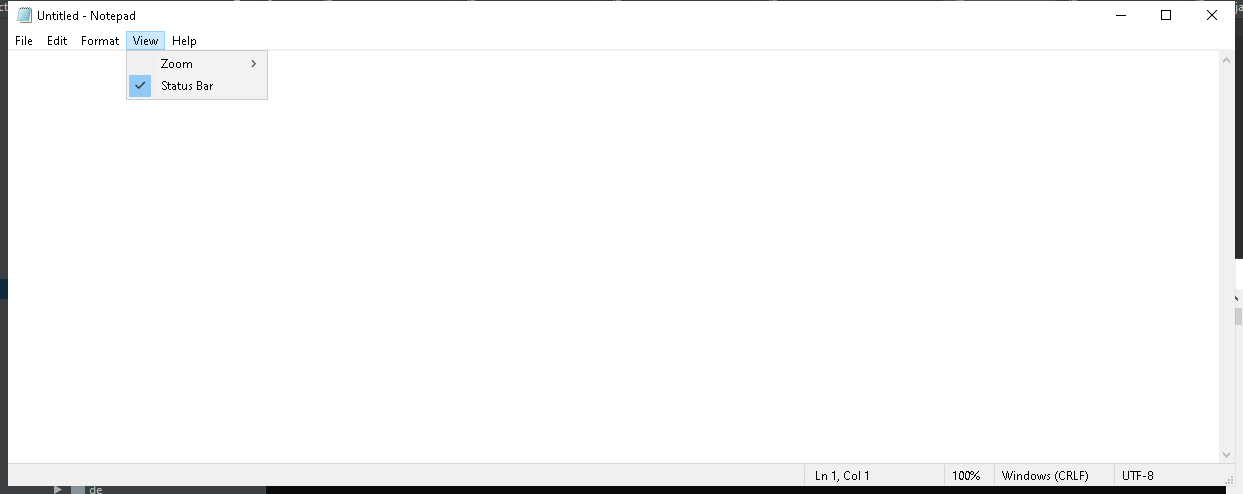 Untitled - Notepad
File Edit Format View Help
Zoom
Status Bar
Ln 1, Col 1 100% Windows (CRLF) UTF-8
de